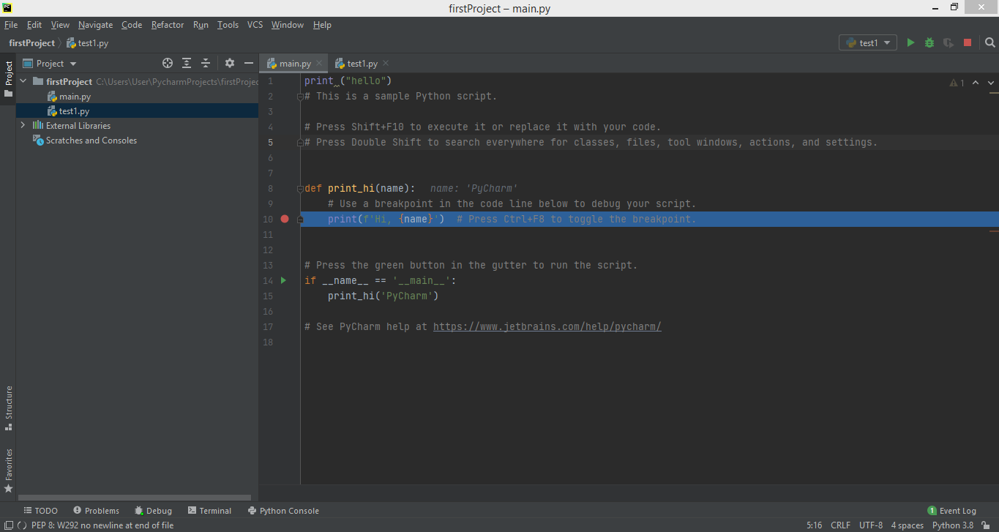 PC
firstProject – main.py
File Edit View Navigate Code Refactor Run Tools VCS Window Help
firstProject test1.py
test1
Project
Project
main.py
test1.py
firstProject C:\Users\User\PycharmProjects\firstProjec
main.py
test1.py
External Libraries
Scratches and Consoles
1 print ("hello")
1
2 # This is a sample Python script.
3
4 # Press Shift+F10 to execute it or replace it with your code.
5 # Press Double Shift to search everywhere for classes, files, tool windows, actions, and settings.
6
7
8 def print_hi(name): name: 'PyCharm'
9 # Use a breakpoint in the code line below to debug your script.
10 print(f'Hi, {name}') # Press Ctrl+F8 to toggle the breakpoint.
11
12
13 # Press the green button in the gutter to run the script.
14 if __name__ == '__main__':
15 print_hi('PyCharm')
16
17 # See PyCharm help at https://www.jetbrains.com/help/pycharm/
18
Structure
Favorites
TODO Problems Debug Terminal Python Console
1 Event Log
PEP 8: W292 no newline at end of file
5:16 CRLF UTF-8 4 spaces Python 3.8